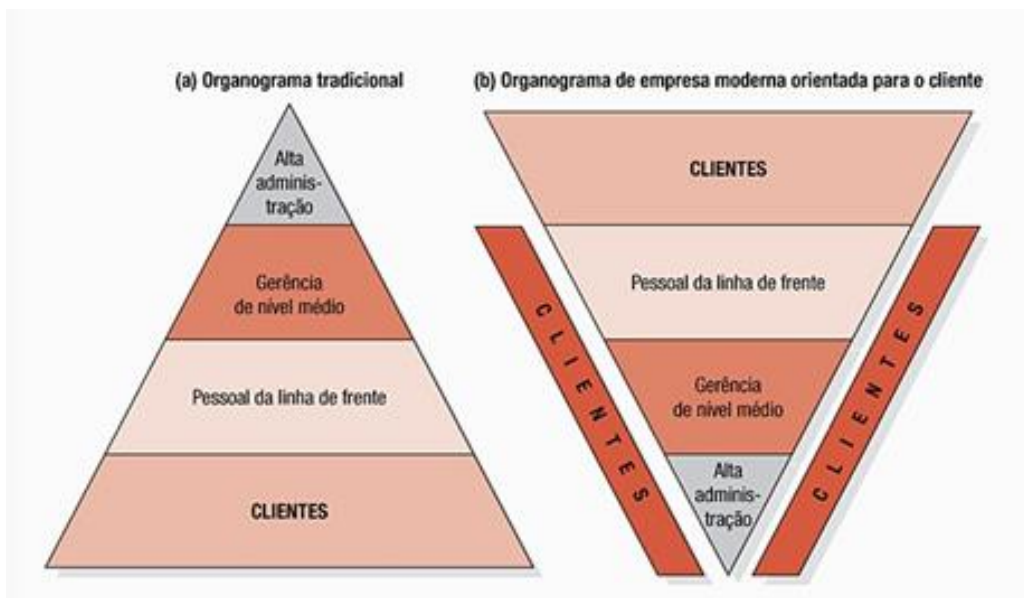 (a) Organograma tradicional
Alta
adminis-
tração
Gerência
de nível médio
Pessoal da linha de frente
CLIENTES
(b) Organograma de empresa moderna orientada para o cliente
CLIENTES
Pessoal da linha de frente
Gerência
de nível médio
Alta
adminis-
tração
CLIENTES
CLIENTES